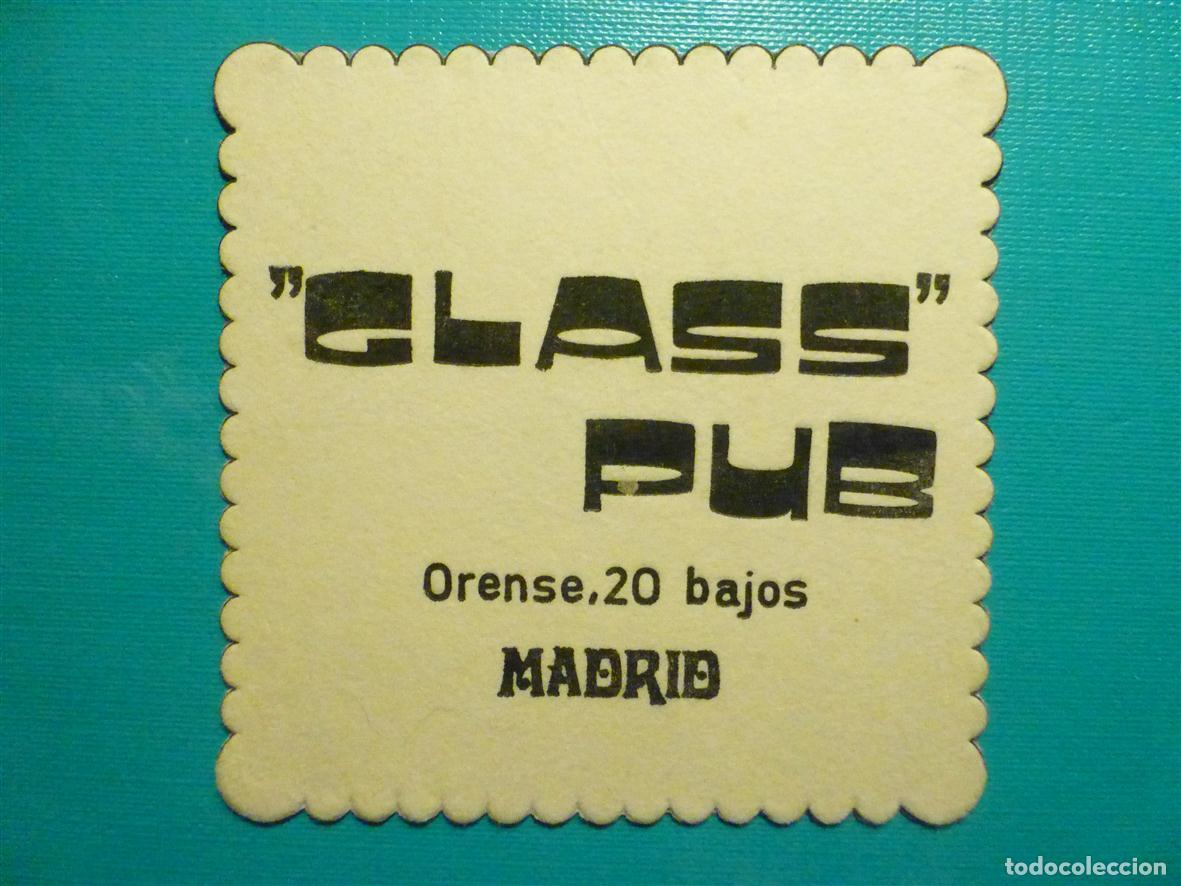 "GLASS"
PUB
Orense,20 bajos
MADRID
todocoleccion